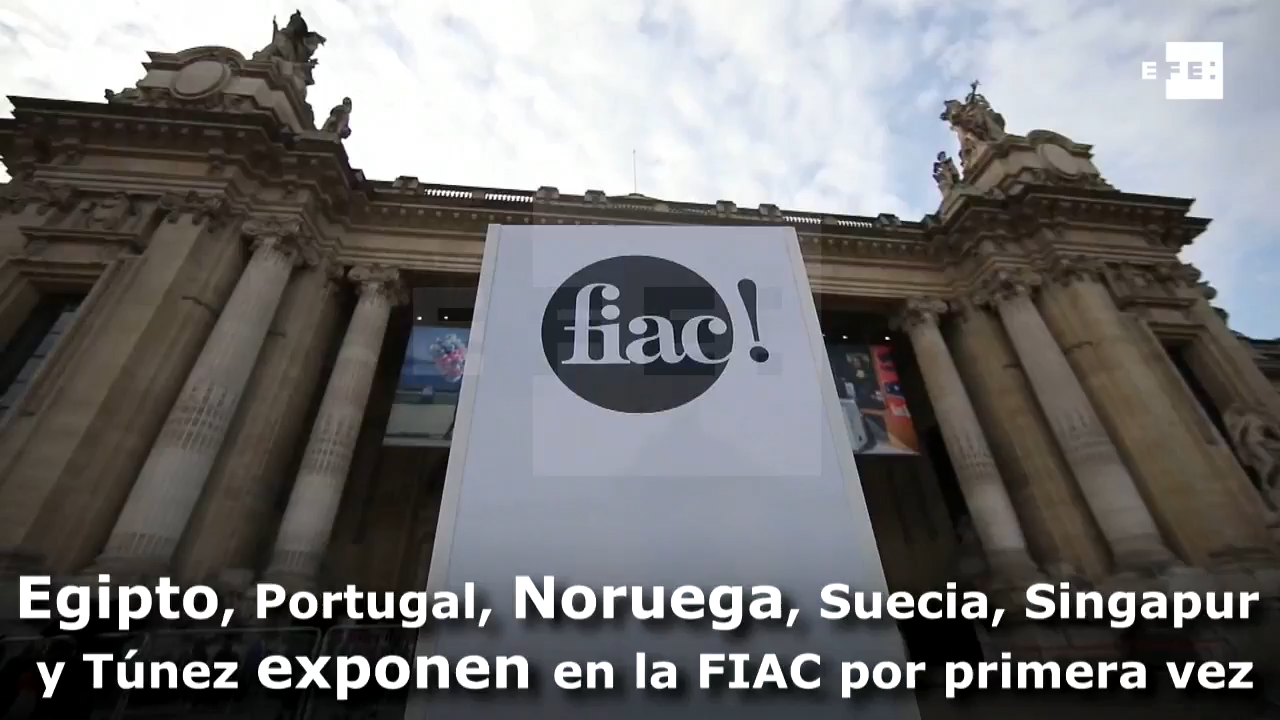 EFE:
fiac!
Egipto, Portugal, Noruega, Suecia, Singapur
y Túnez exponen en la FIAC por primera vez